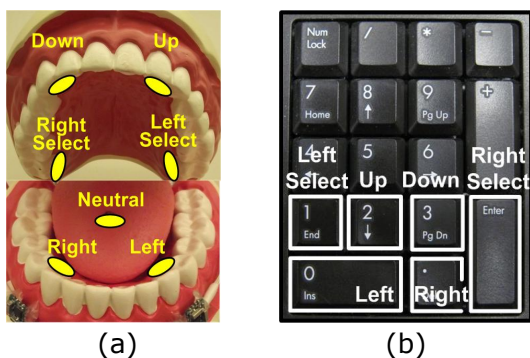 Down Up
Right Select
Left Select
Neutral
Right Left
(a)
Num Lock / * -
7 Home 8 ↑ 9 Pg Up +
4 5 6
Left Select Up Down Right Select
1 End 2 ↓ 3 Pg Dn Enter
0 Ins Left . Right
(b)